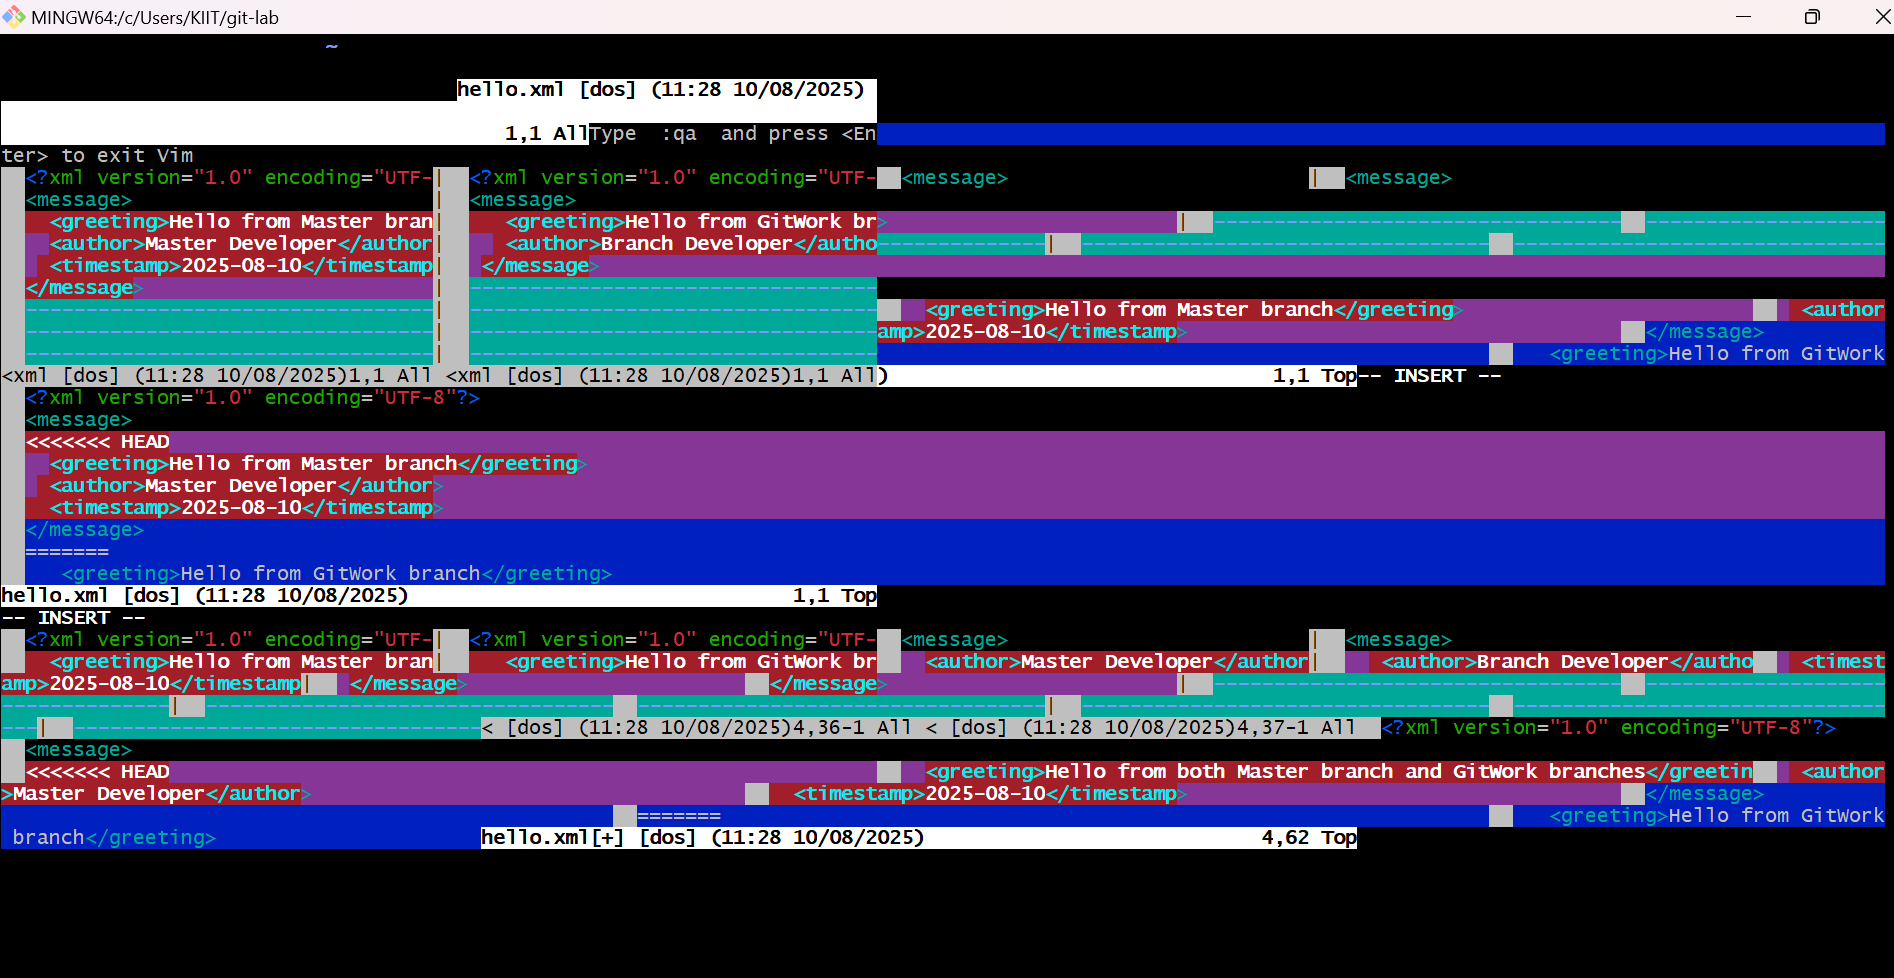 MINGW64:/c/Users/KIIT/git-lab
~
hello.xml [dos] (11:28 10/08/2025)
1,1 AllType  :qa  and press <En
ter> to exit Vim
<?xml version="1.0" encoding="UTF-| <?xml version="1.0" encoding="UTF- <message> | <message>
<message> | <message>
<greeting>Hello from Master bran| <greeting>Hello from GitWork br> |----------------------------------
<author>Master Developer</author| <author>Branch Developer</autho--------------|----------------------------------
<timestamp>2025-08-10</timestamp| </message>
</message> |----------------------------------
----------------------------------|---------------------------------- <greeting>Hello from Master branch</greeting> <author
----------------------------------|----------------------------------amp>2025-08-10</timestamp> </message>
----------------------------------|---------------------------------- <greeting>Hello from GitWork
<xml [dos] (11:28 10/08/2025)1,1 All <xml [dos] (11:28 10/08/2025)1,1 All) 1,1 Top-- INSERT --
<?xml version="1.0" encoding="UTF-8"?>
<message>
<<<<<<< HEAD
<greeting>Hello from Master branch</greeting>
<author>Master Developer</author>
<timestamp>2025-08-10</timestamp>
</message>
=======
<greeting>Hello from GitWork branch</greeting>
hello.xml [dos] (11:28 10/08/2025) 1,1 Top
-- INSERT --
<?xml version="1.0" encoding="UTF-| <?xml version="1.0" encoding="UTF- <message> | <message>
<greeting>Hello from Master bran| <greeting>Hello from GitWork br <author>Master Developer</author| <author>Branch Developer</autho <timest
amp>2025-08-10</timestamp| </message> </message> |----------------------------------
--------------|---------------------------------- ------------------------------------|----------------------------------
---|----------------------------------< [dos] (11:28 10/08/2025)4,36-1 All < [dos] (11:28 10/08/2025)4,37-1 All <?xml version="1.0" encoding="UTF-8"?>
<message>
<<<<<<< HEAD <greeting>Hello from both Master branch and GitWork branches</greetin <author
>Master Developer</author> <timestamp>2025-08-10</timestamp> </message>
======= <greeting>Hello from GitWork
branch</greeting> hello.xml[+] [dos] (11:28 10/08/2025) 4,62 Top